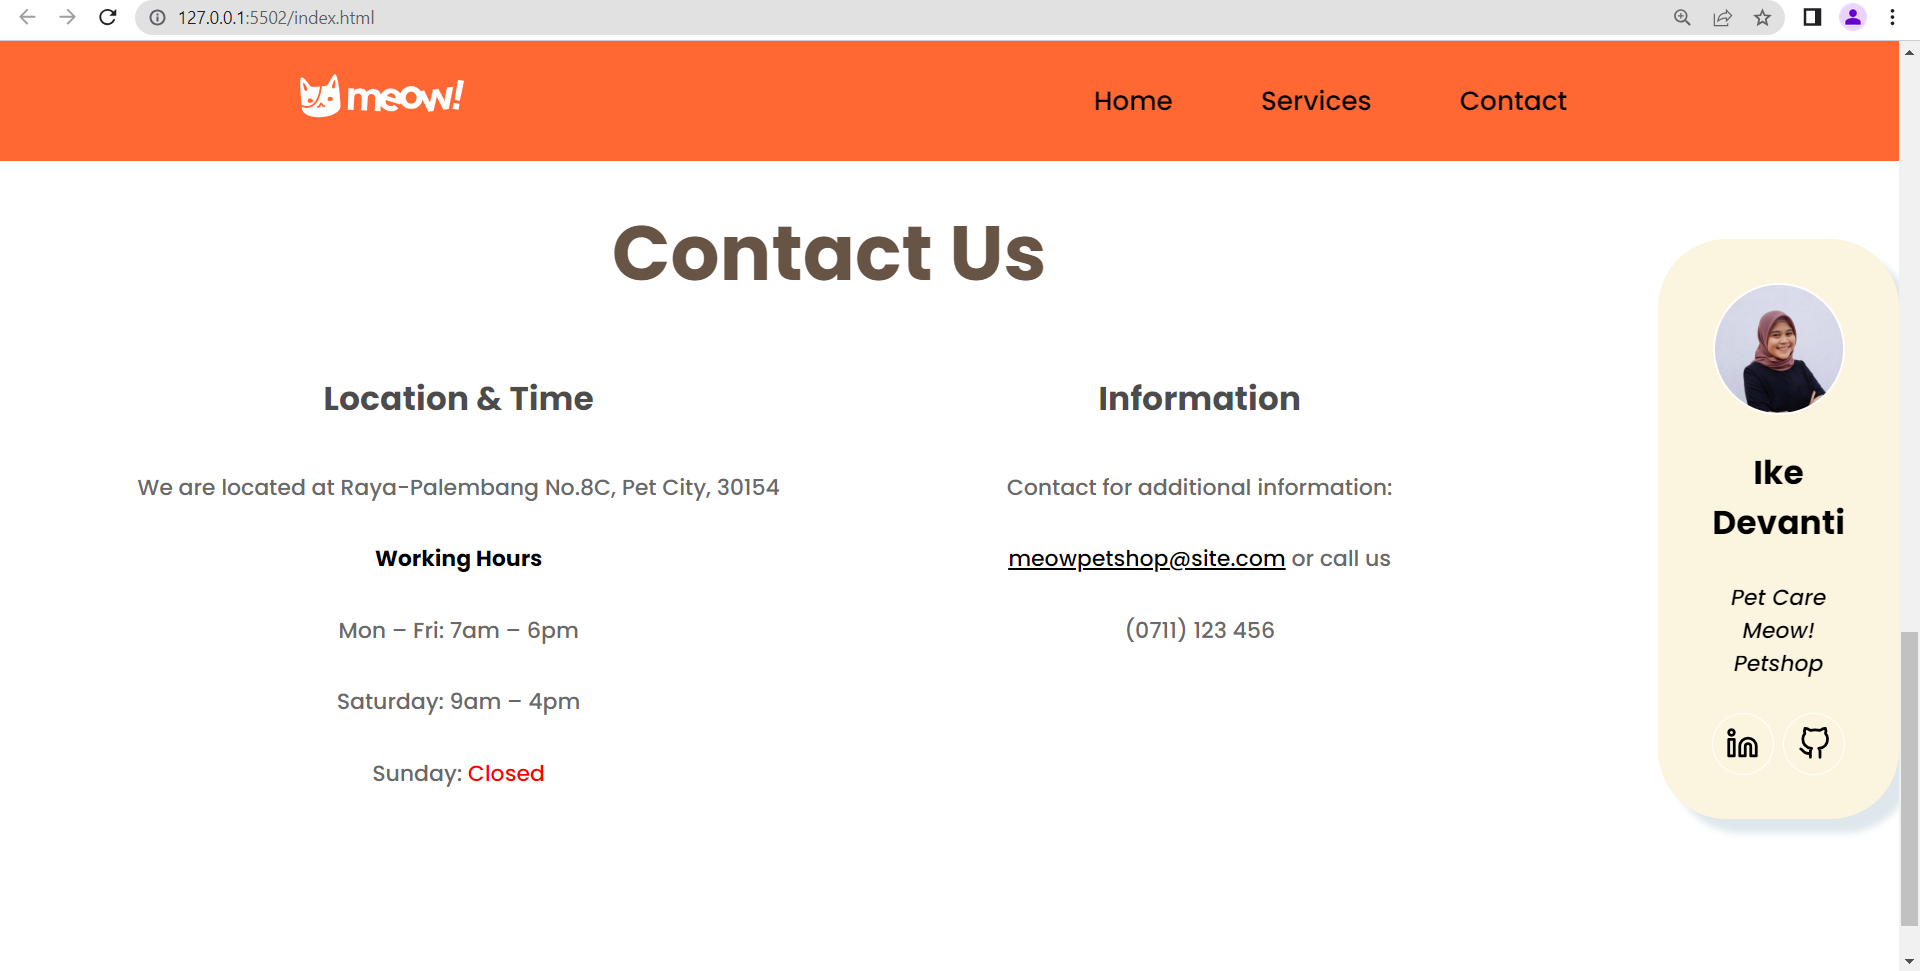 127.0.0.1:5502/index.html
meow!
Home Services Contact
Contact Us
Location & Time
We are located at Raya-Palembang No.8C, Pet City, 30154
Working Hours
Mon – Fri: 7am – 6pm
Saturday: 9am – 4pm
Sunday: Closed
Information
Contact for additional information:
meowpetshop@site.com or call us
(0711) 123 456
Ike
Devanti
Pet Care
Meow!
Petshop
in